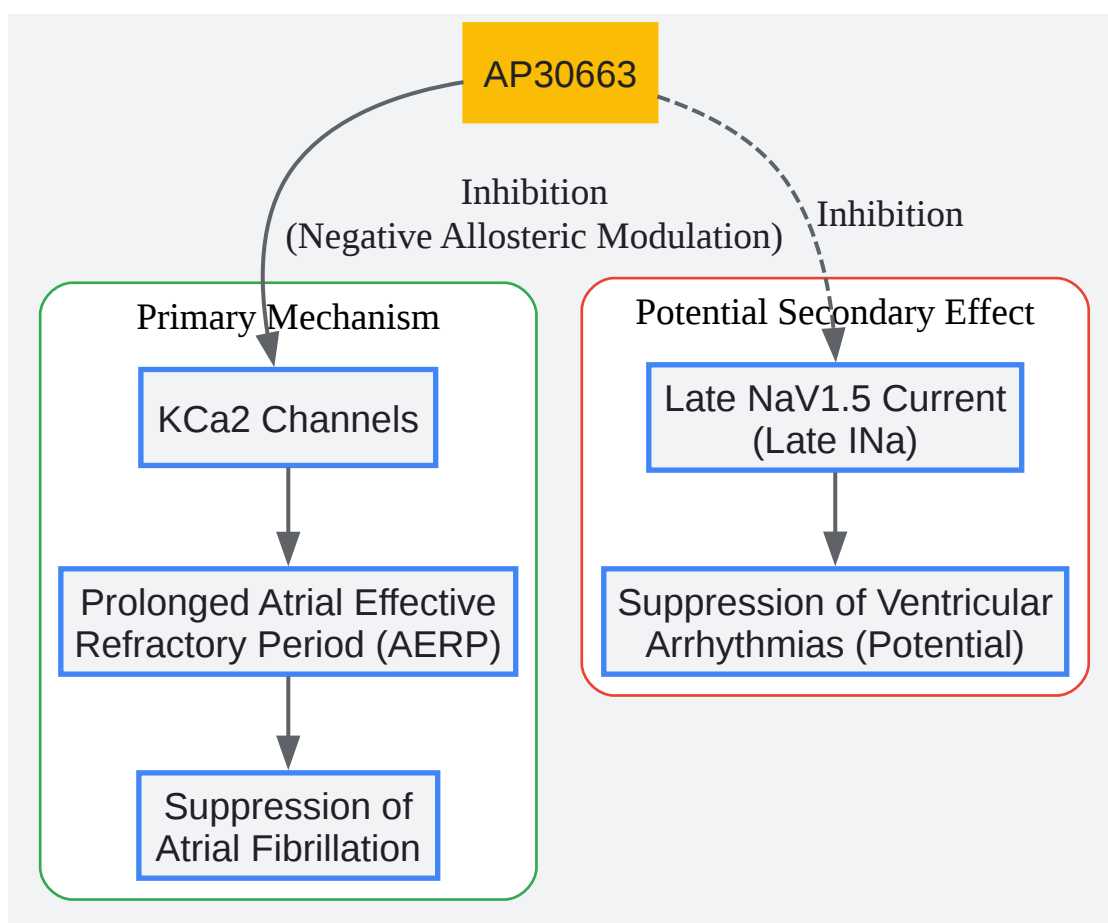 AP30663
Inhibition
(Negative Allosteric Modulation)
Inhibition
Primary Mechanism
KCa2 Channels
Prolonged Atrial Effective
Refractory Period (AERP)
Suppression of
Atrial Fibrillation
Potential Secondary Effect
Late NaV1.5 Current
(Late INa)
Suppression of Ventricular
Arrhythmias (Potential)